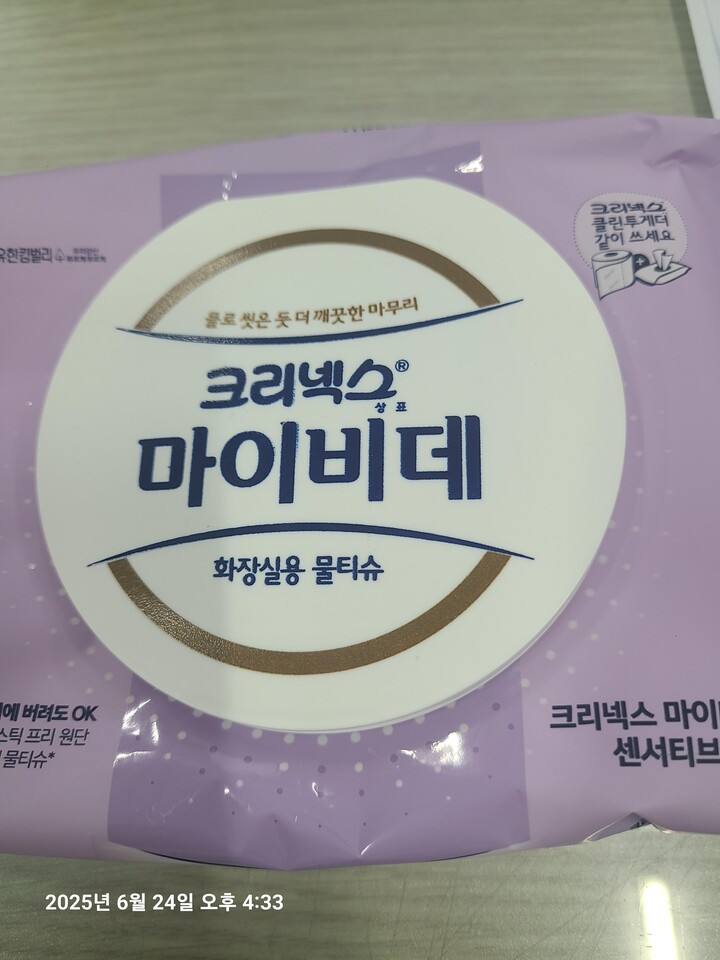 유한킴벌리
크리넥스
클린투게더
같이 쓰세요
물로 씻은 듯 더 깨끗한 마무리
크리넥스®
상 표
마이비데
화장실용 물티슈
에 버려도 OK
스틱 프리 원단
물티슈*
크리넥스 마이
센서티브
2025년 6월 24일 오후 4:33